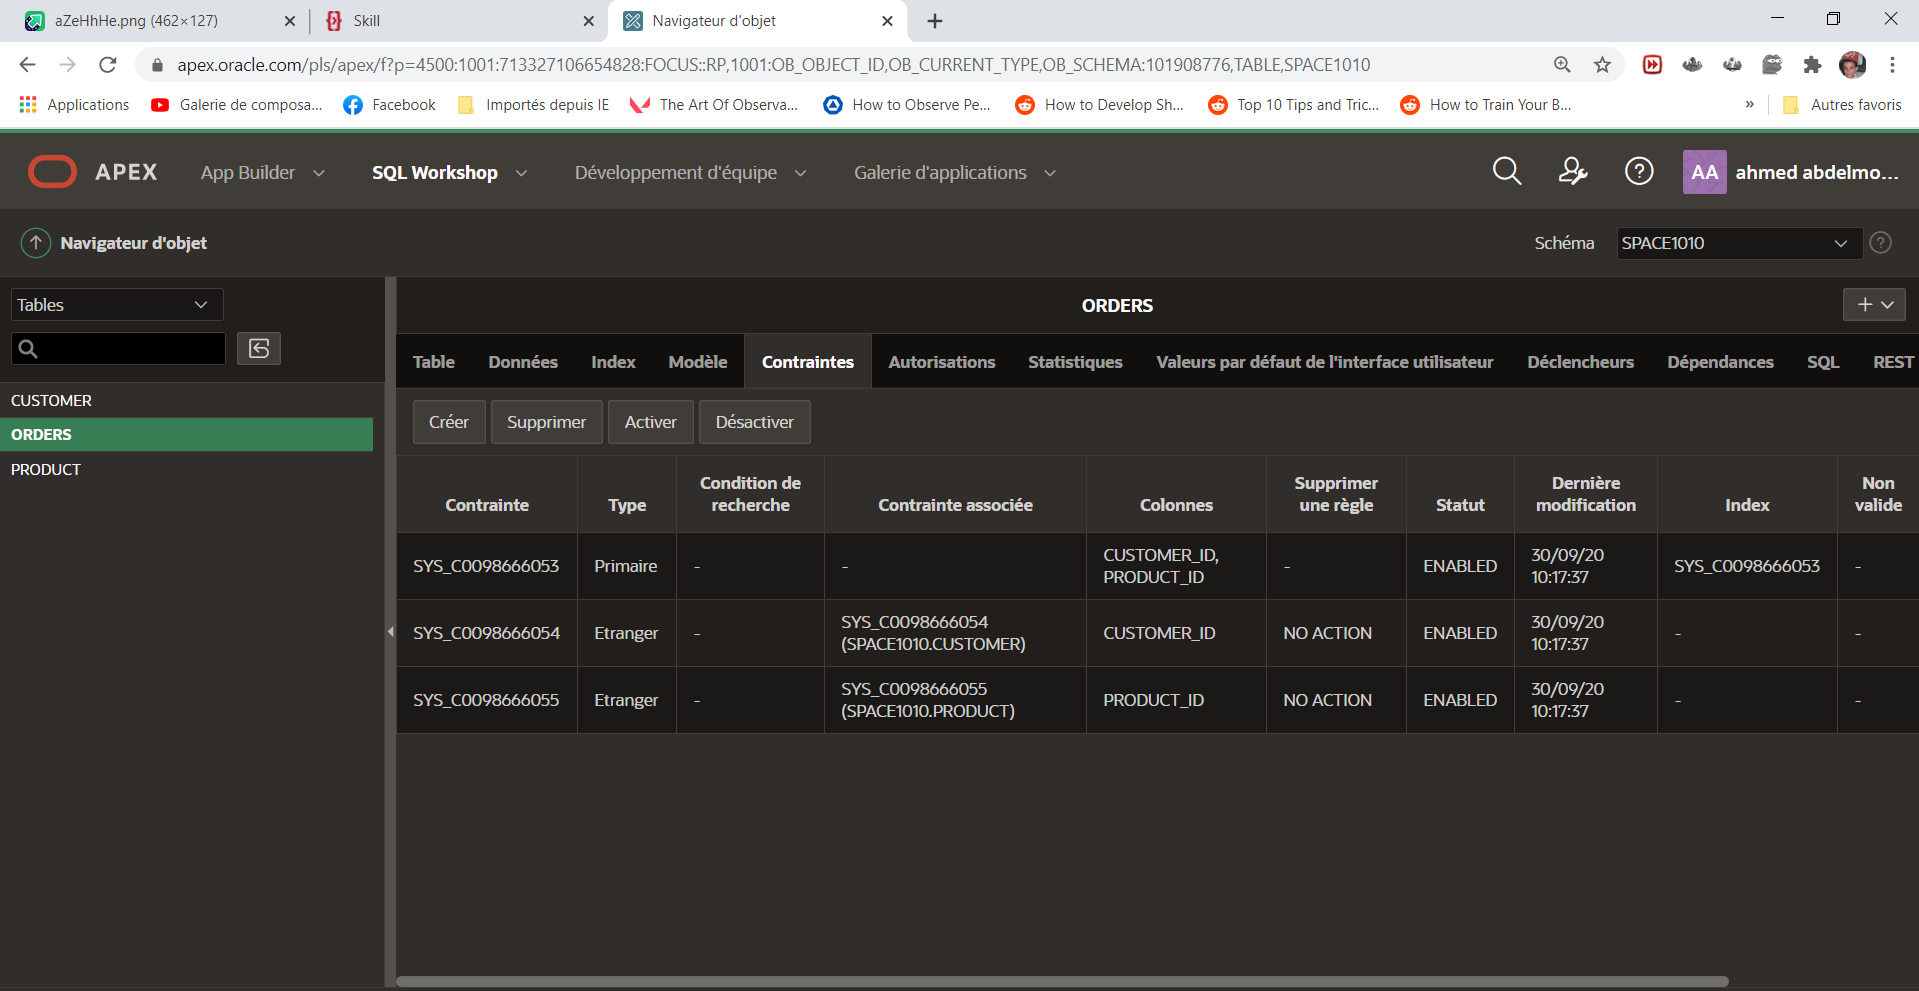 aZeHhHe.png (462×127)
Skill
Navigateur d'objet
apex.oracle.com/pls/apex/f?p=4500:1001:713327106654828:FOCUS::RP,1001:OB_OBJECT_ID,OB_CURRENT_TYPE,OB_SCHEMA:101908776,TABLE,SPACE1010
Applications
Galerie de composa...
Facebook
Importés depuis IE
The Art Of Observa...
How to Observe Pe...
How to Develop Sh...
Top 10 Tips and Tric...
How to Train Your B...
»
Autres favoris
APEX
App Builder
SQL Workshop
Développement d'équipe
Galerie d'applications
?
AA
ahmed abdelmo...
Navigateur d'objet
Schéma
SPACE1010
?
Tables
CUSTOMER
ORDERS
PRODUCT
ORDERS
Table
Données
Index
Modèle
Contraintes
Autorisations
Statistiques
Valeurs par défaut de l'interface utilisateur
Déclencheurs
Dépendances
SQL
REST
Créer
Supprimer
Activer
Désactiver
Contrainte
Type
Condition de
recherche
Contrainte associée
Colonnes
Supprimer
une règle
Statut
Dernière
modification
Index
Non
valide
SYS_C0098666053
Primaire
-
-
CUSTOMER_ID,
PRODUCT_ID
-
ENABLED
30/09/20
10:17:37
SYS_C0098666053
-
SYS_C0098666054
Etranger
-
SYS_C0098666054
(SPACE1010.CUSTOMER)
CUSTOMER_ID
NO ACTION
ENABLED
30/09/20
10:17:37
-
-
SYS_C0098666055
Etranger
-
SYS_C0098666055
(SPACE1010.PRODUCT)
PRODUCT_ID
NO ACTION
ENABLED
30/09/20
10:17:37
-
-